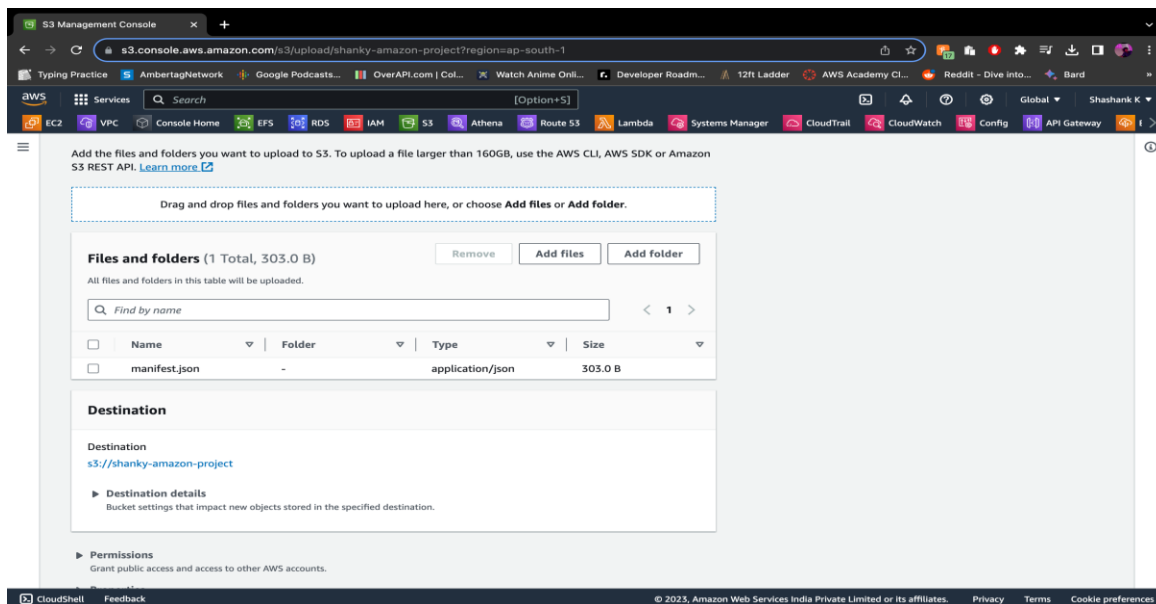 S3 Management Console
s3.console.aws.amazon.com/s3/upload/shanky-amazon-project?region=ap-south-1
Typing Practice AmbertagNetwork Google Podcasts... OverAPI.com | Col... Watch Anime Onli... Developer Roadm... 12ft Ladder AWS Academy Cl... Reddit - Dive into... Bard »
aws Services Search [Option+S] Global Shashank K
EC2 VPC Console Home EFS RDS IAM S3 Athena Route 53 Lambda Systems Manager CloudTrail CloudWatch Config API Gateway
Add the files and folders you want to upload to S3. To upload a file larger than 160GB, use the AWS CLI, AWS SDK or Amazon
S3 REST API. Learn more
Drag and drop files and folders you want to upload here, or choose Add files or Add folder.
Files and folders (1 Total, 303.0 B) Remove Add files Add folder
All files and folders in this table will be uploaded.
Find by name < 1 >
Name Folder Type Size
manifest.json - application/json 303.0 B
Destination
Destination
s3://shanky-amazon-project
Destination details
Bucket settings that impact new objects stored in the specified destination.
Permissions
Grant public access and access to other AWS accounts.
CloudShell Feedback © 2023, Amazon Web Services India Private Limited or its affiliates. Privacy Terms Cookie preferences